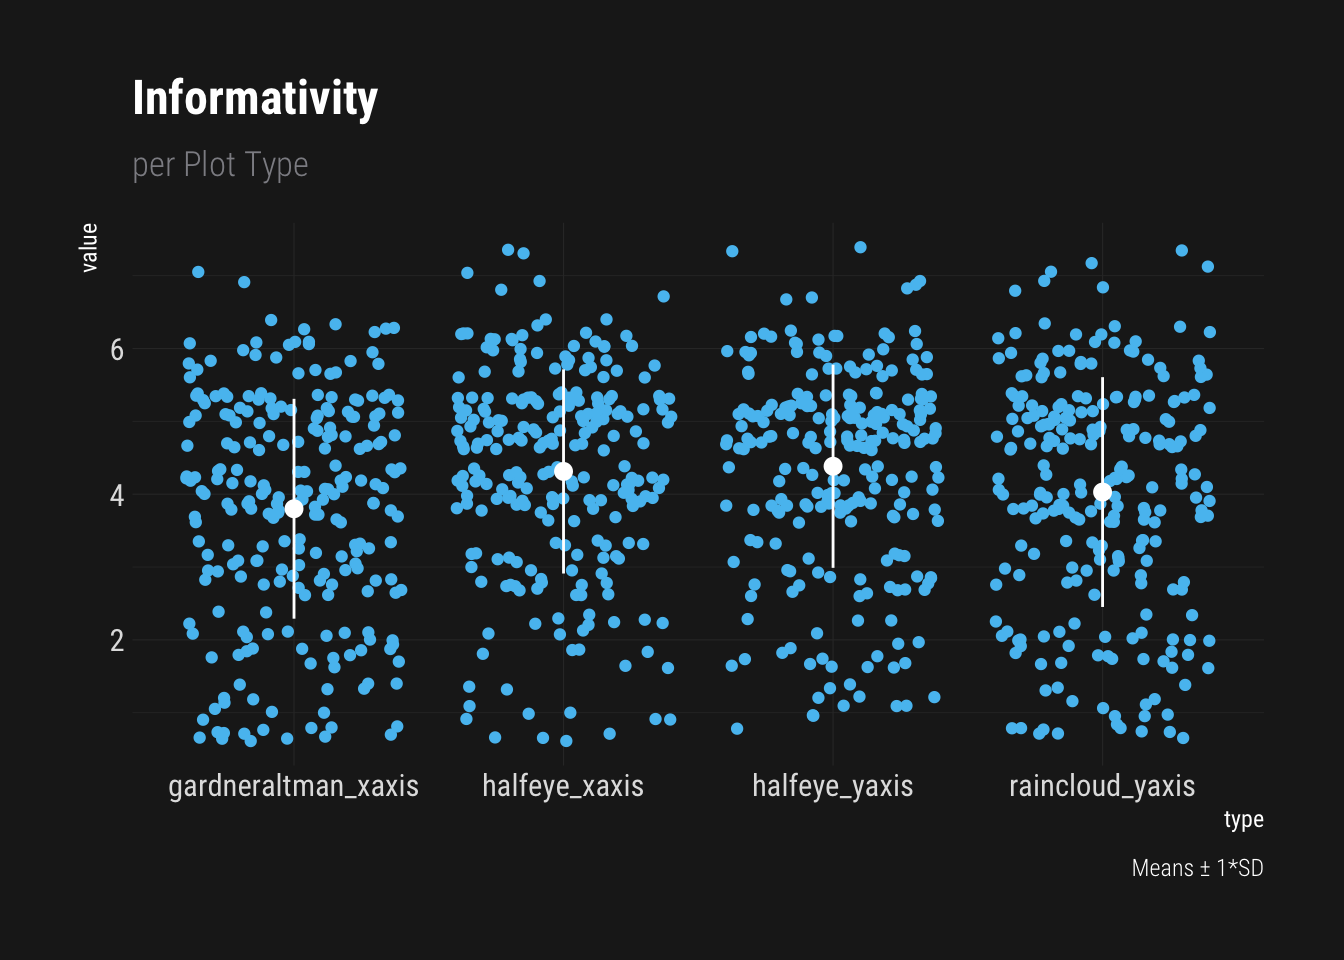 Informativity
per Plot Type
value
6
4
2
gardneraltman_xaxis halfeye_xaxis halfeye_yaxis raincloud_yaxis
type
Means ± 1*SD